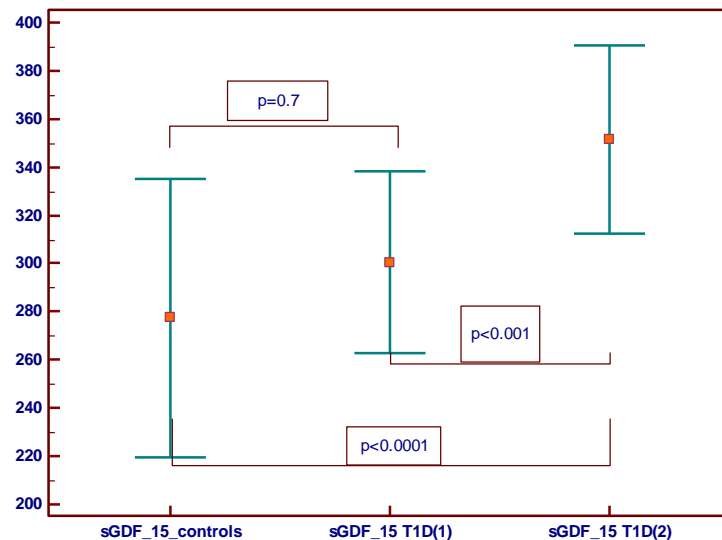 400
380
360
340
320
300
280
260
240
220
200
p=0.7
p<0.001
p<0.0001
sGDF_15_controls
sGDF_15 T1D(1)
sGDF_15 T1D(2)